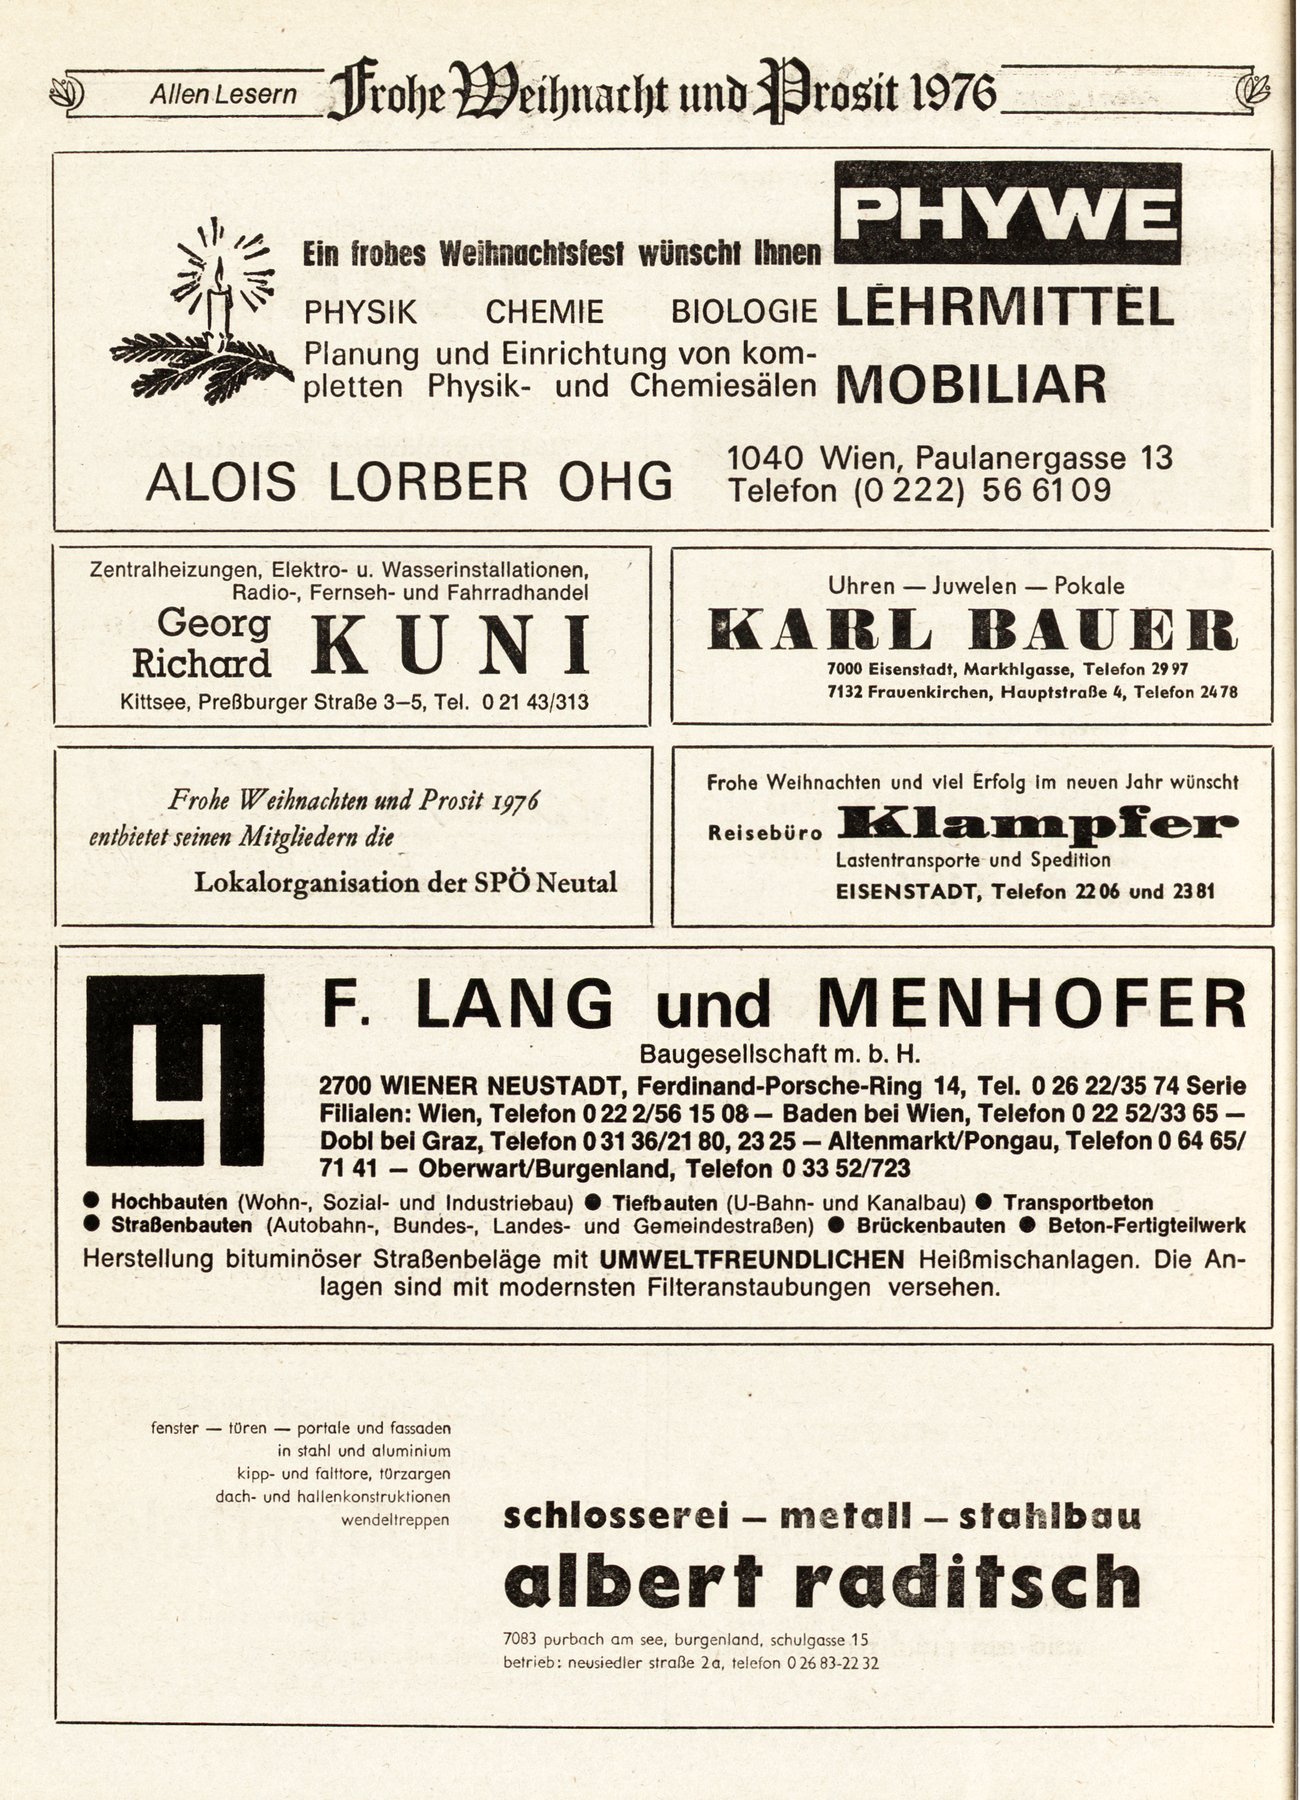 Allen Lesern Frohe Weihnacht und Prosit 1976
PHYWE
Ein frohes Weihnachtsfest wünscht Ihnen
PHYSIK CHEMIE BIOLOGIE
LEHRMITTEL
Planung und Einrichtung von kom-
pletten Physik- und Chemiesälen
MOBILIAR
ALOIS LORBER OHG
1040 Wien, Paulanergasse 13
Telefon (0 222) 56 61 09
Zentralheizungen, Elektro- u. Wasserinstallationen,
Radio-, Fernseh- und Fahrradhandel
Georg
Richard
KUNI
Kittsee, Preßburger Straße 3–5, Tel. 0 21 43/313
Uhren — Juwelen — Pokale
KARL BAUER
7000 Eisenstadt, Markhlgasse, Telefon 29 97
7132 Frauenkirchen, Hauptstraße 4, Telefon 24 78
Frohe Weihnachten und Prosit 1976
entbietet seinen Mitgliedern die
Lokalorganisation der SPÖ Neutal
Frohe Weihnachten und viel Erfolg im neuen Jahr wünscht
Reisebüro Klampfer
Lastentransporte und Spedition
EISENSTADT, Telefon 22 06 und 23 81
F. LANG und MENHOFER
Baugesellschaft m. b. H.
2700 WIENER NEUSTADT, Ferdinand-Porsche-Ring 14, Tel. 0 26 22/35 74 Serie
Filialen: Wien, Telefon 0 22 2/56 15 08 — Baden bei Wien, Telefon 0 22 52/33 65 —
Dobl bei Graz, Telefon 0 31 36/21 80, 23 25 — Altenmarkt/Pongau, Telefon 0 64 65/
71 41 — Oberwart/Burgenland, Telefon 0 33 52/723
● Hochbauten (Wohn-, Sozial- und Industriebau) ● Tiefbauten (U-Bahn- und Kanalbau) ● Transportbeton
● Straßenbauten (Autobahn-, Bundes-, Landes- und Gemeindestraßen) ● Brückenbauten ● Beton-Fertigteilwerk
Herstellung bituminöser Straßenbeläge mit UMWELTFREUNDLICHEN Heißmischanlagen. Die An-
lagen sind mit modernsten Filteranstaubungen versehen.
fenster — türen — portale und fassaden
in stahl und aluminium
kipp- und falttore, türzargen
dach- und hallenkonstruktionen
wendeltreppen
schlosserei — metall — stahlbau
albert raditsch
7083 purbach am see, burgenland, schulgasse 15
betrieb: neusiedler straße 2a, telefon 0 26 83-22 32